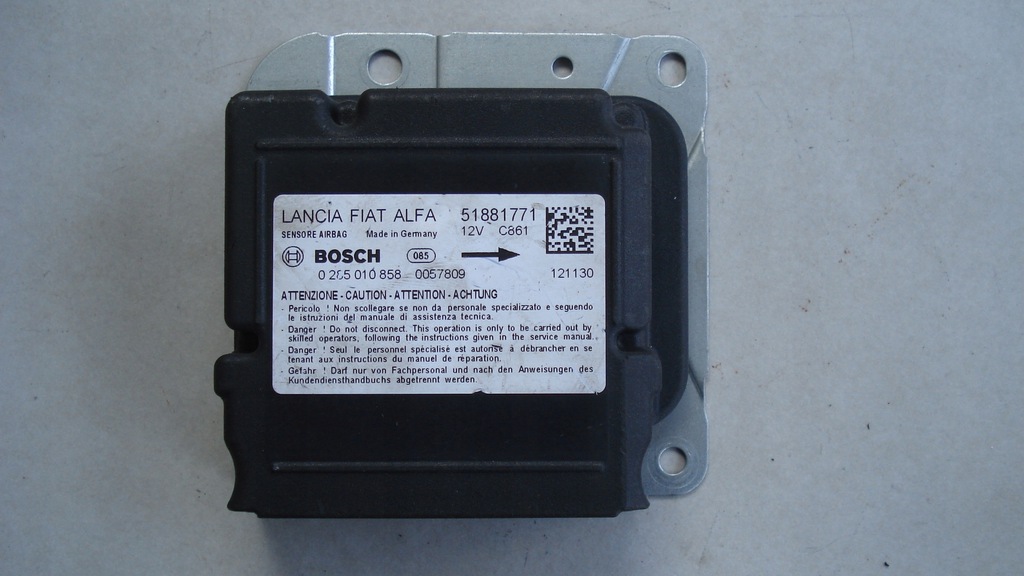 LANCIA FIAT ALFA 51881771
SENSORE AIRBAG Made in Germany 12V C861
BOSCH 085
0 285 010 858 0057809 121130
ATTENZIONE - CAUTION - ATTENTION - ACHTUNG
- Pericolo ! Non scollegare se non da personale specializzato e seguendo
le istruzioni del manuale di assistenza tecnica.
- Danger ! Do not disconnect. This operation is only to be carried out by
skilled operators, following the instructions given in the service manual.
- Danger ! Seul le personnel spécialisé est autorisé à débrancher en se
tenant aux instructions du manuel de réparation.
- Gefahr ! Darf nur von Fachpersonal und nach den Anweisungen des
Kundendiensthandbuchs abgetrennt werden.